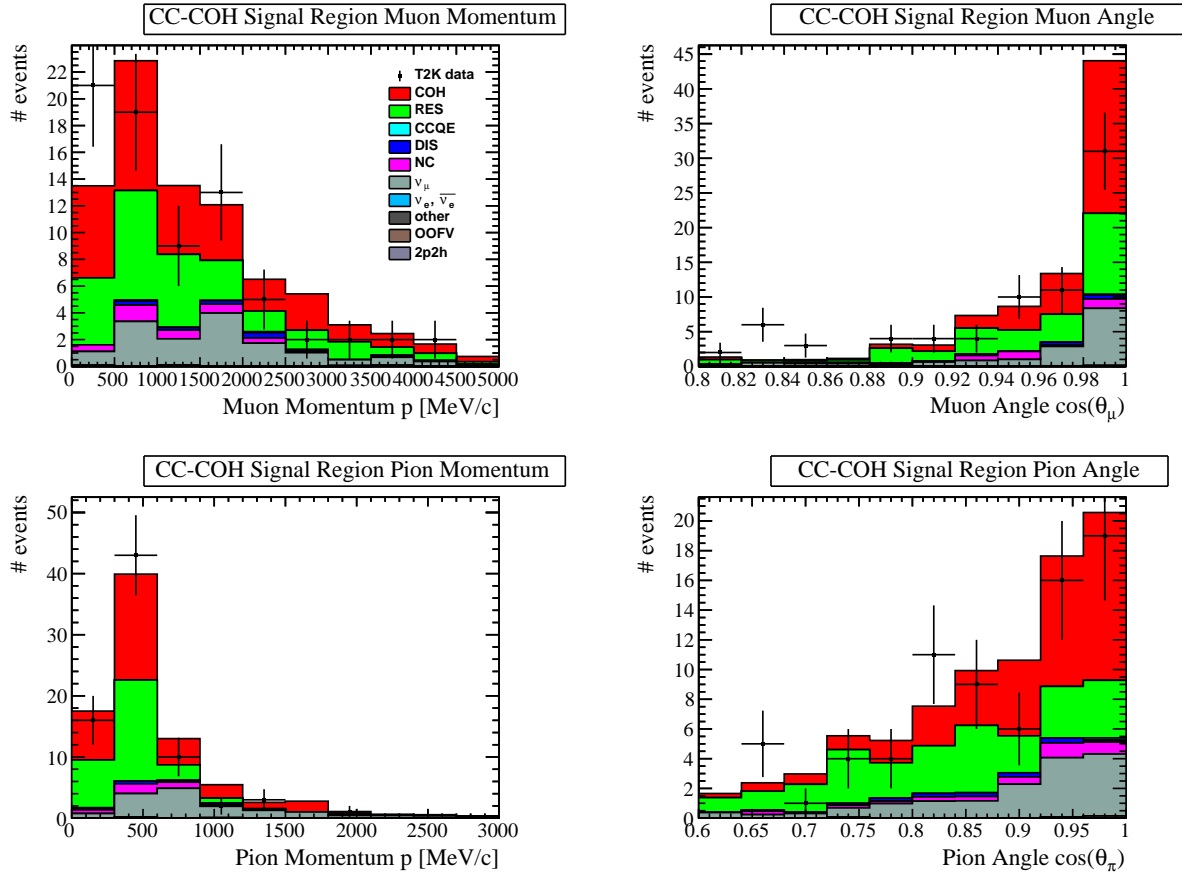 CC-COH Signal Region Muon Momentum
# events
22
20
18
16
14
12
10
8
6
4
2
0
T2K data
COH
RES
CCQE
DIS
NC
ν_μ
ν_e, ν̅_e̅
other
OOFV
2p2h
0 500 1000 1500 2000 2500 3000 3500 4000 4500 5000
Muon Momentum p [MeV/c]
CC-COH Signal Region Muon Angle
# events
45
40
35
30
25
20
15
10
5
0
0.8 0.82 0.84 0.86 0.88 0.9 0.92 0.94 0.96 0.98 1
Muon Angle cos(θ_μ)
CC-COH Signal Region Pion Momentum
# events
50
40
30
20
10
0
0 500 1000 1500 2000 2500 3000
Pion Momentum p [MeV/c]
CC-COH Signal Region Pion Angle
# events
20
18
16
14
12
10
8
6
4
2
0
0.6 0.65 0.7 0.75 0.8 0.85 0.9 0.95 1
Pion Angle cos(θ_π)